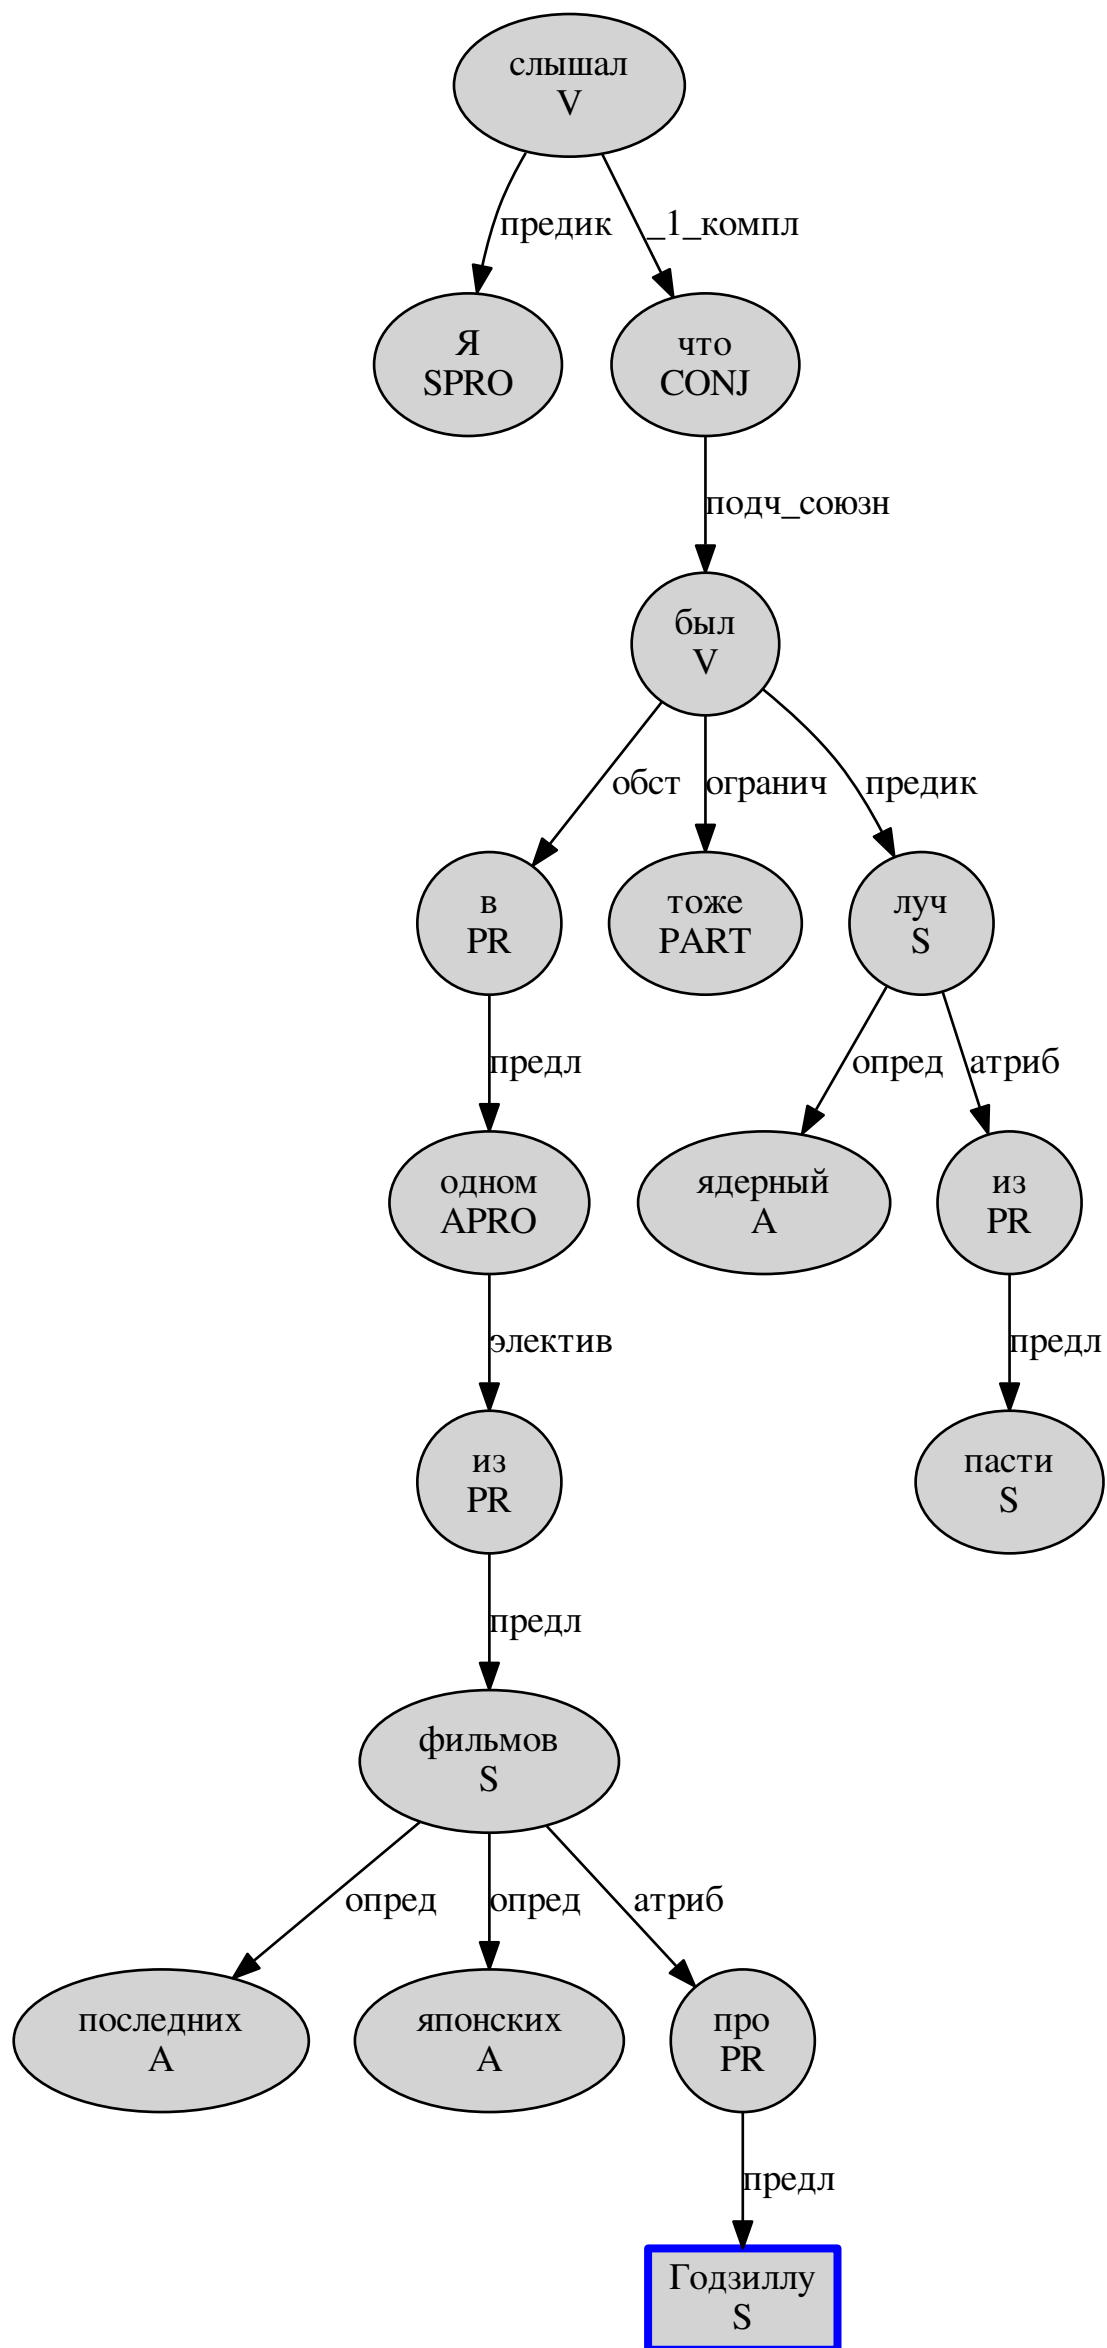 слышал
V
предик
_1_компл
Я
SPRO
что
CONJ
подч_союзн
был
V
обст
огранич
предик
в
PR
тоже
PART
луч
S
предл
опред
атриб
одном
APRO
ядерный
A
из
PR
электив
предл
из
PR
пасти
S
предл
фильмов
S
опред
опред
атриб
последних
A
японских
A
про
PR
предл
Годзиллу
S